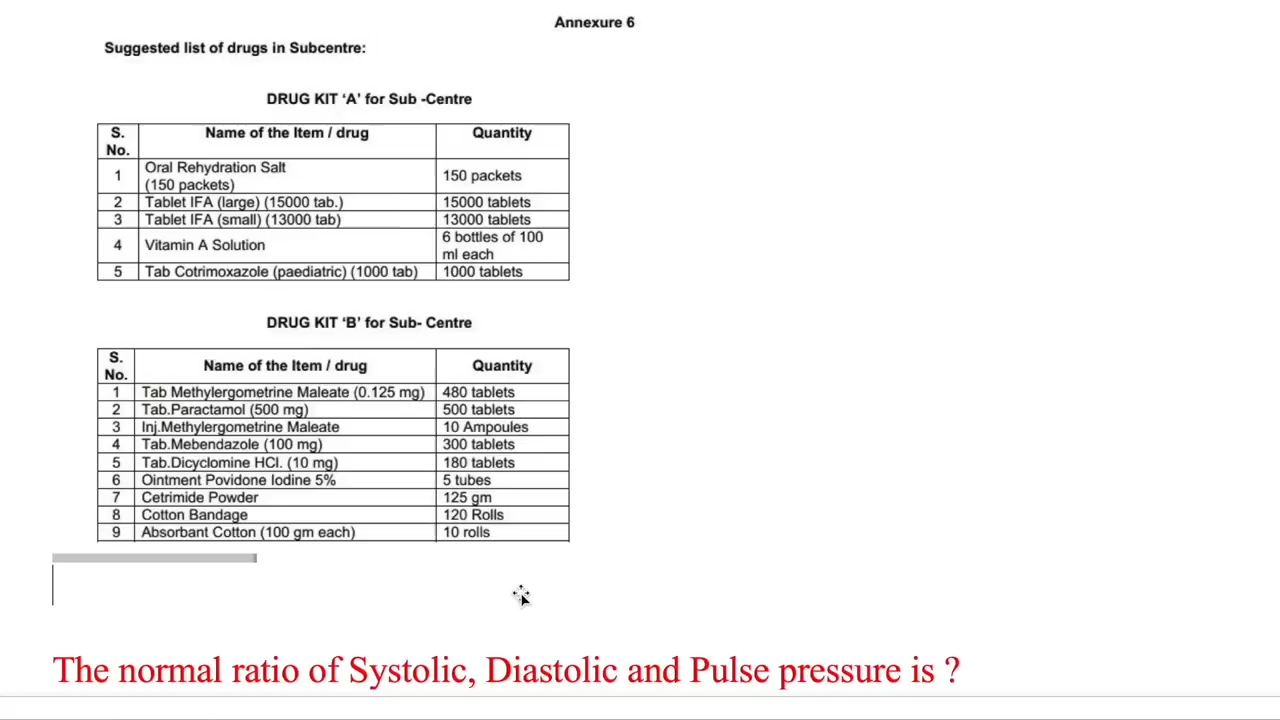 Annexure 6
Suggested list of drugs in Subcentre:
DRUG KIT ‘A’ for Sub -Centre
S. No. Name of the Item / drug Quantity
1 Oral Rehydration Salt (150 packets) 150 packets
2 Tablet IFA (large) (15000 tab.) 15000 tablets
3 Tablet IFA (small) (13000 tab) 13000 tablets
4 Vitamin A Solution 6 bottles of 100 ml each
5 Tab Cotrimoxazole (paediatric) (1000 tab) 1000 tablets
DRUG KIT ‘B’ for Sub- Centre
S. No. Name of the Item / drug Quantity
1 Tab Methylergometrine Maleate (0.125 mg) 480 tablets
2 Tab.Paractamol (500 mg) 500 tablets
3 Inj.Methylergometrine Maleate 10 Ampoules
4 Tab.Mebendazole (100 mg) 300 tablets
5 Tab.Dicyclomine HCl. (10 mg) 180 tablets
6 Ointment Povidone Iodine 5% 5 tubes
7 Cetrimide Powder 125 gm
8 Cotton Bandage 120 Rolls
9 Absorbant Cotton (100 gm each) 10 rolls
The normal ratio of Systolic, Diastolic and Pulse pressure is ?